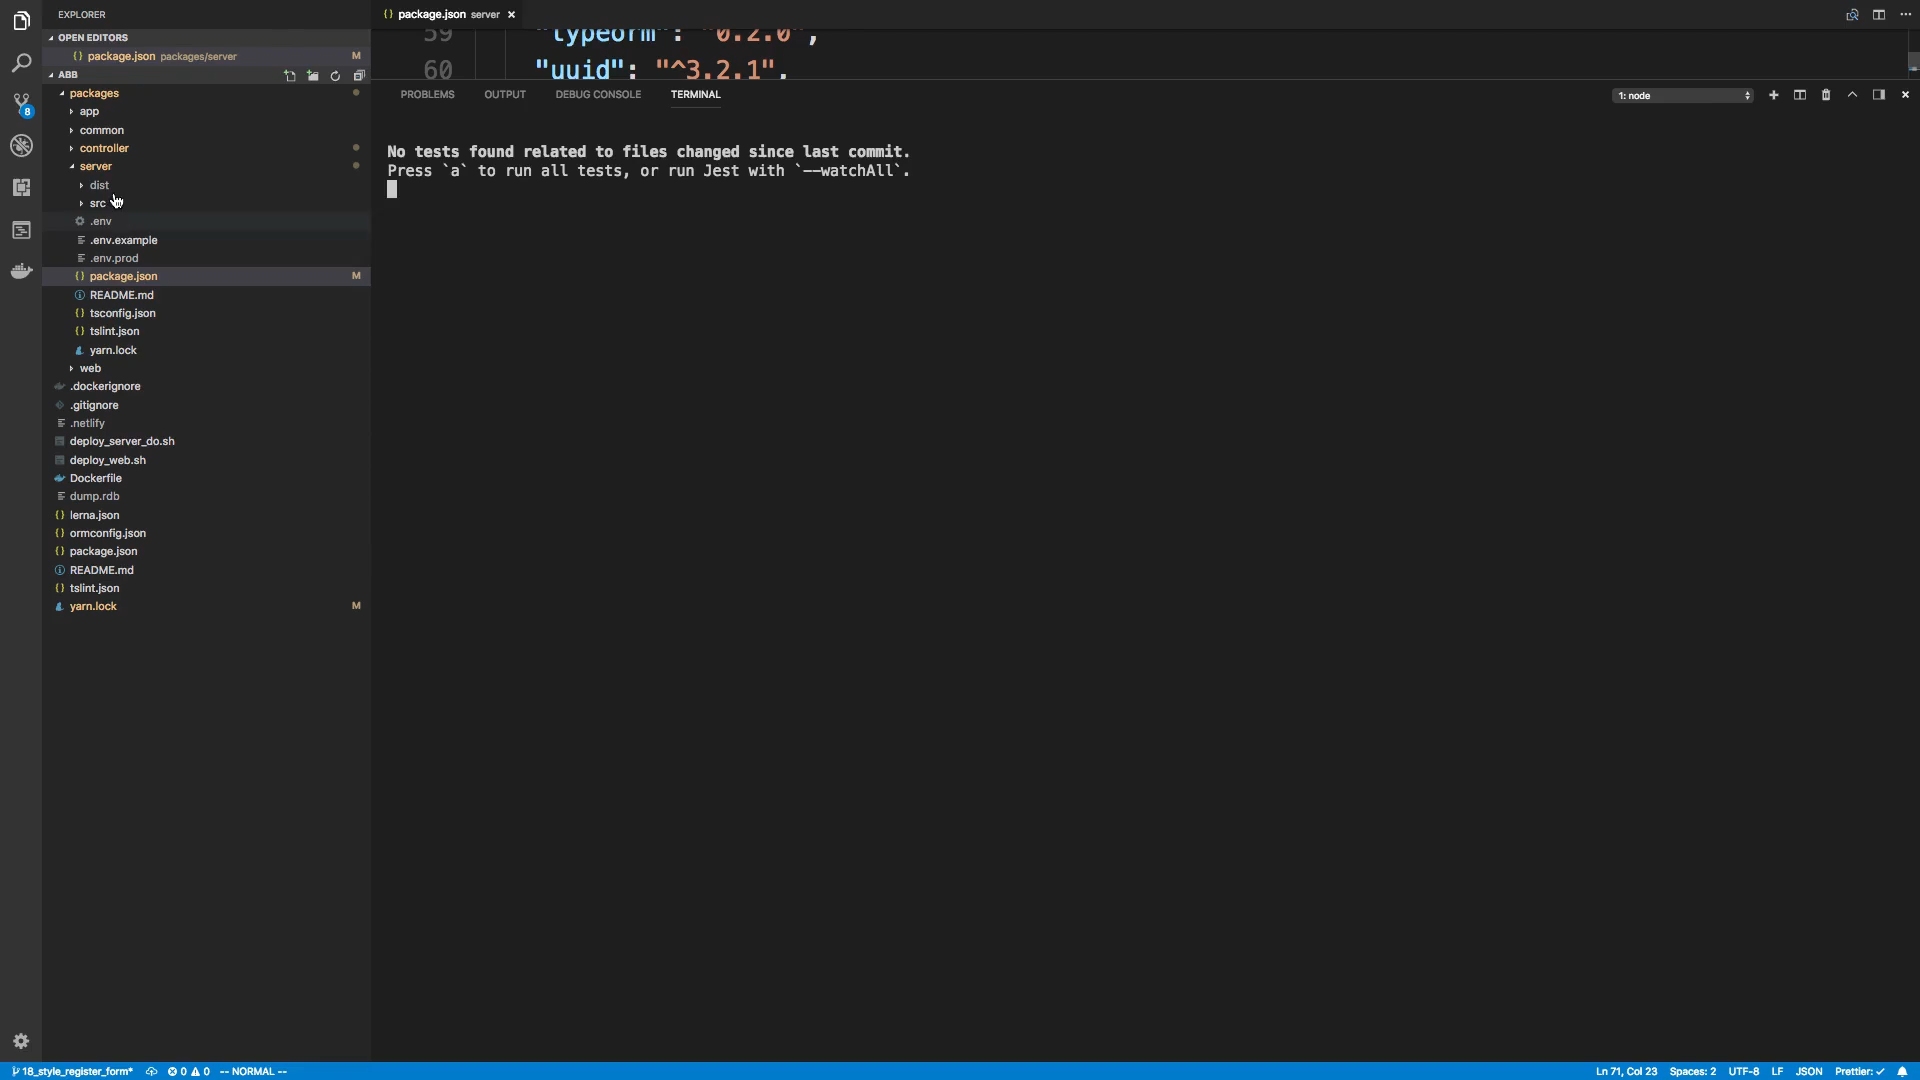 EXPLORER
OPEN EDITORS
package.json packages/server M
ABB
packages
app
common
controller
server
dist
src
.env
.env.example
.env.prod
package.json M
README.md
tsconfig.json
tslint.json
yarn.lock
web
.dockerignore
.gitignore
.netlify
deploy_server_do.sh
deploy_web.sh
Dockerfile
dump.rdb
lerna.json
ormconfig.json
package.json
README.md
tslint.json
yarn.lock M
8
package.json server
59 "typeorm": "0.2.0",
60 "uuid": "^3.2.1",
PROBLEMS OUTPUT DEBUG CONSOLE TERMINAL 1: node
No tests found related to files changed since last commit.
Press `a` to run all tests, or run Jest with `--watchAll`.
18_style_register_form* 0 0 -- NORMAL -- Ln 71, Col 23 Spaces: 2 UTF-8 LF JSON Prettier: ✓